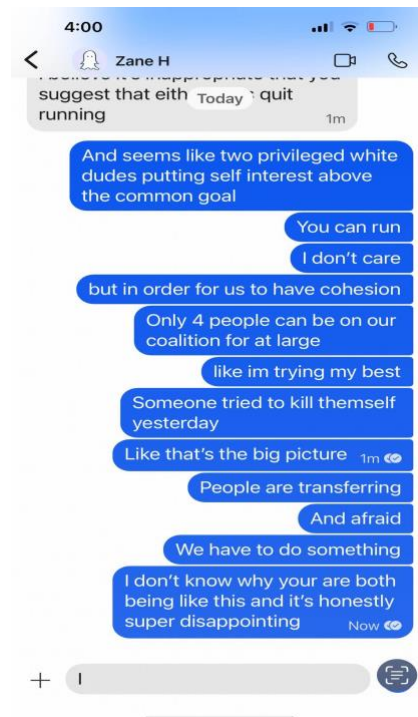 4:00
Zane H
suggest that eith
Today
quit
running
1m
And seems like two privileged white
dudes putting self interest above
the common goal
You can run
I don't care
but in order for us to have cohesion
Only 4 people can be on our
coalition for at large
like im trying my best
Someone tried to kill themself
yesterday
Like that's the big picture 1m
People are transferring
And afraid
We have to do something
I don't know why your are both
being like this and it's honestly
super disappointing
Now
I